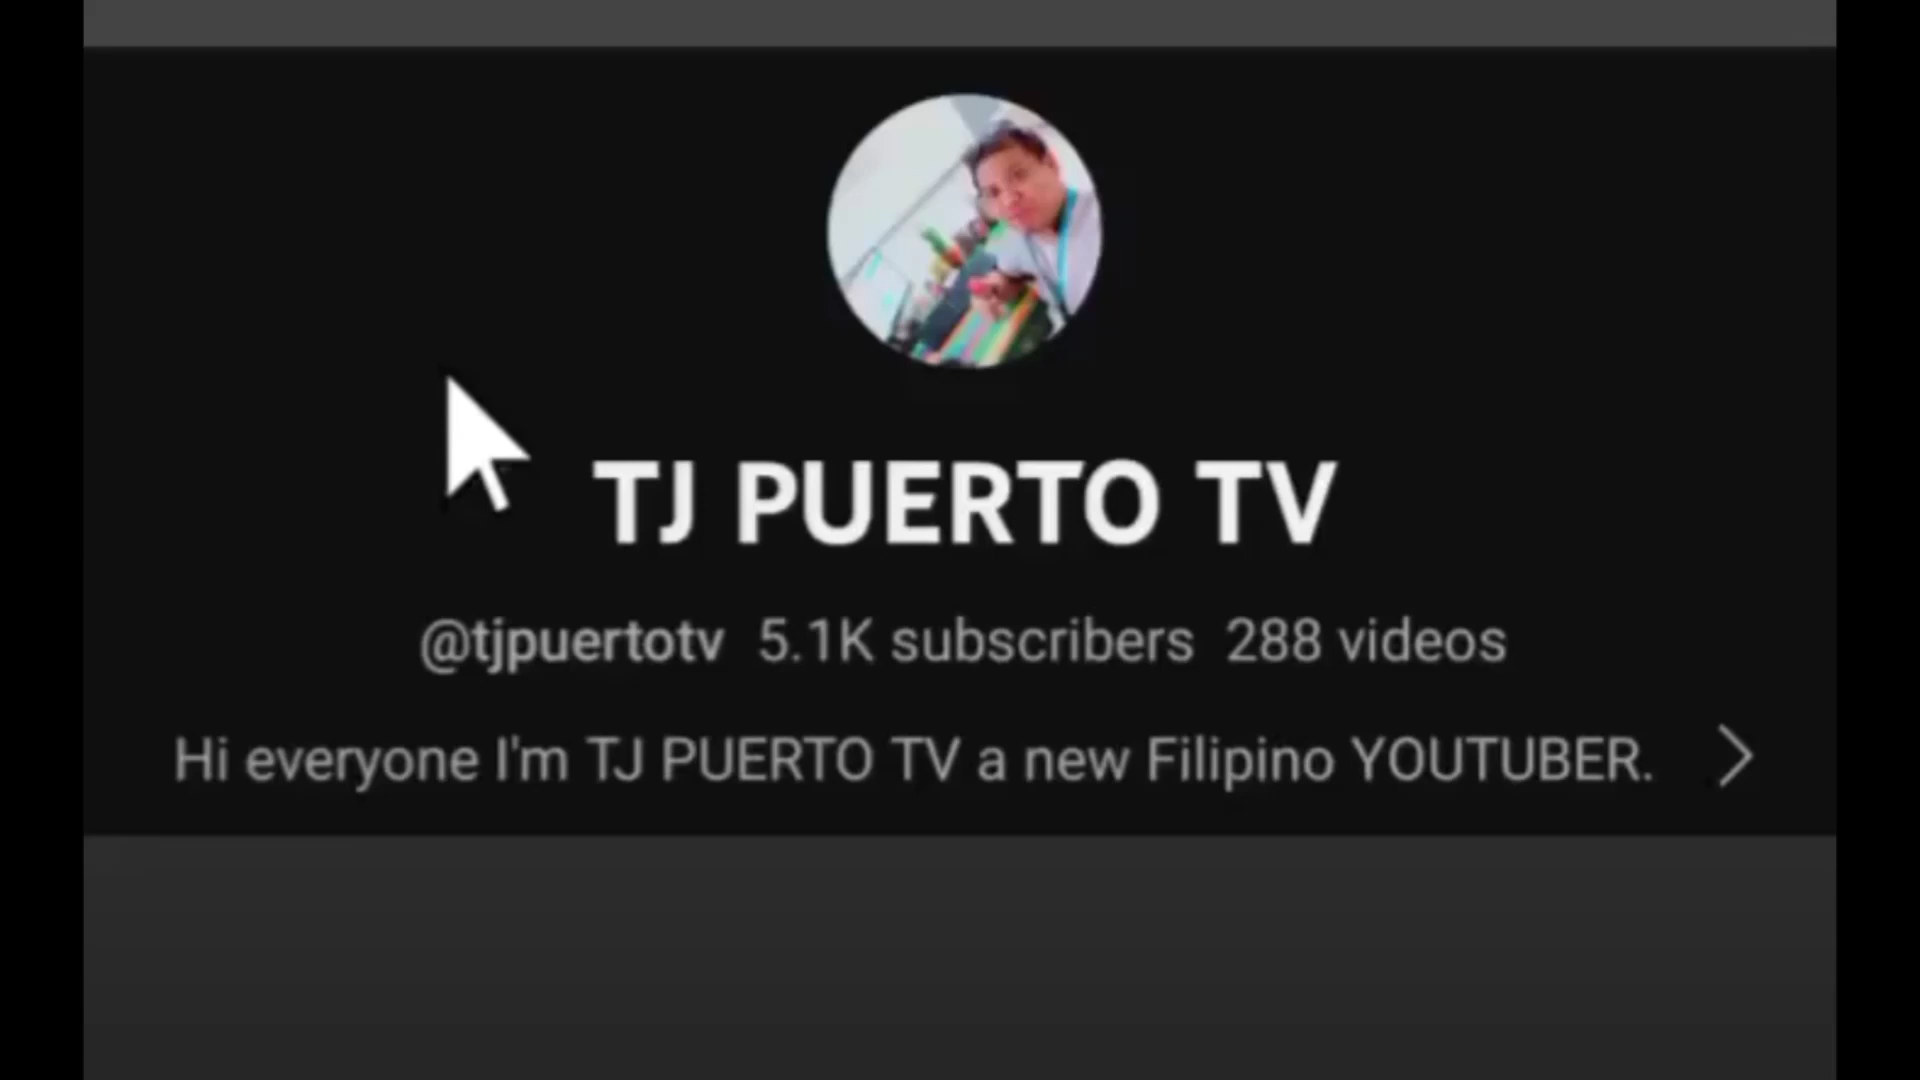 TJ PUERTO TV
@tjpuertotv 5.1K subscribers 288 videos
Hi everyone I'm TJ PUERTO TV a new Filipino YOUTUBER.